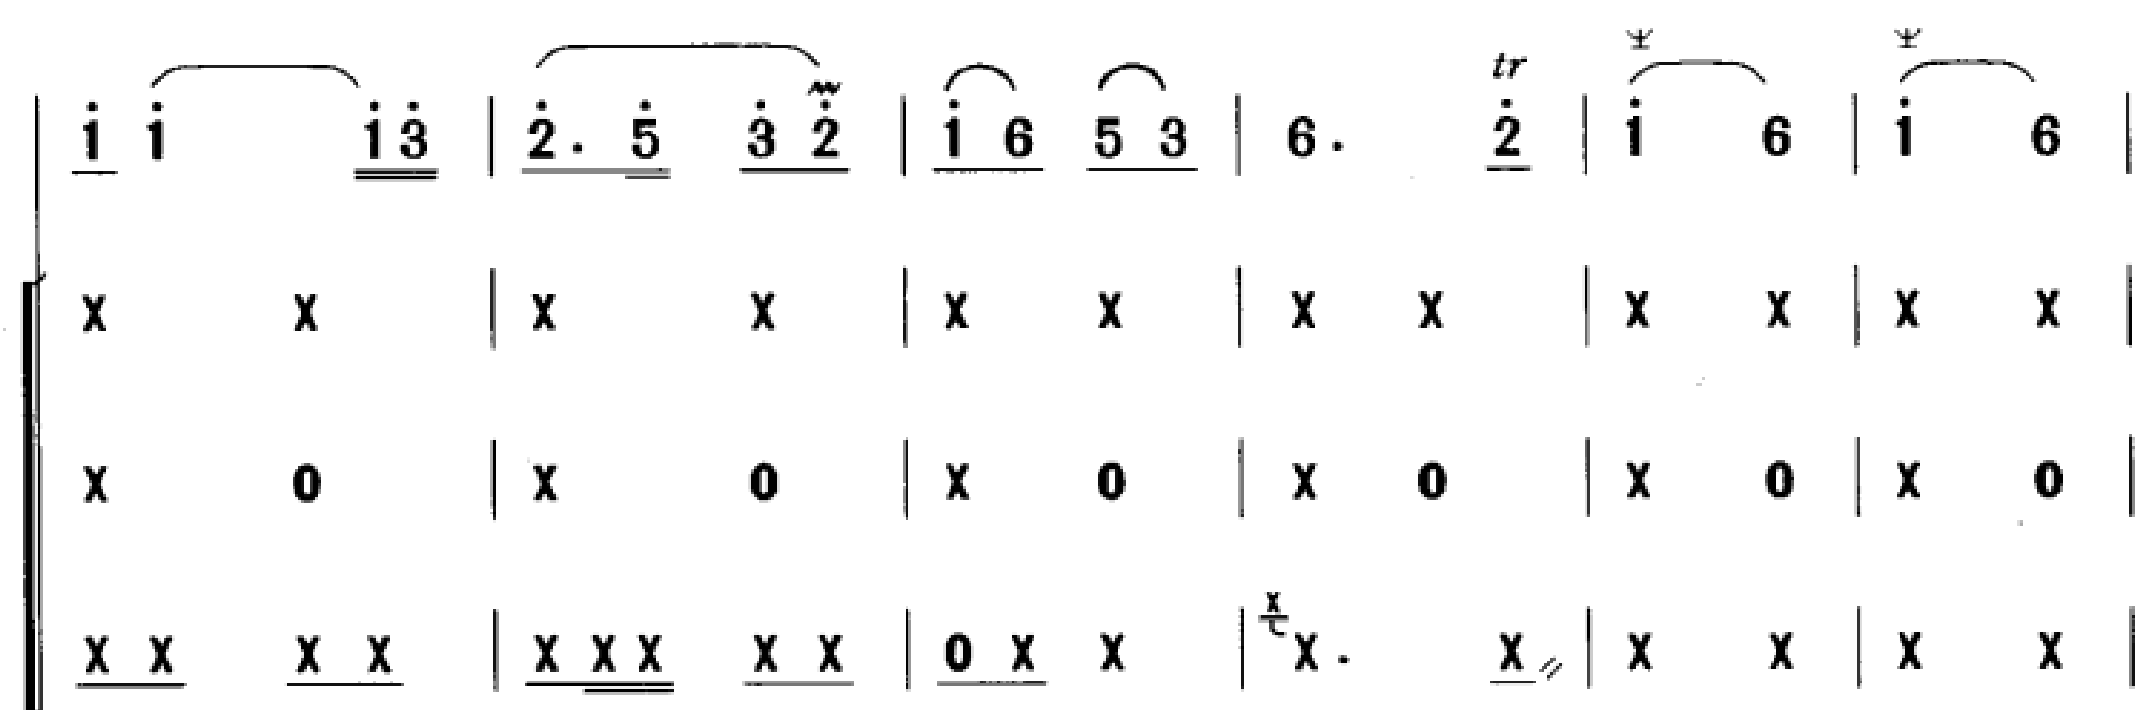 tr
i̇ i̇ 1̇ 3̇ | 2̇ . 5̇ 3̇ 2̇ | i̇ 6 5 3 | 6 . 2̇ | i̇ 6 | i̇ 6 |
X X | X X | X X | X X | X X | X X |
X 0 | X 0 | X 0 | X 0 | X 0 | X 0 |
X X X X | X X X X X | 0 X X | X X . X | X X | X X |